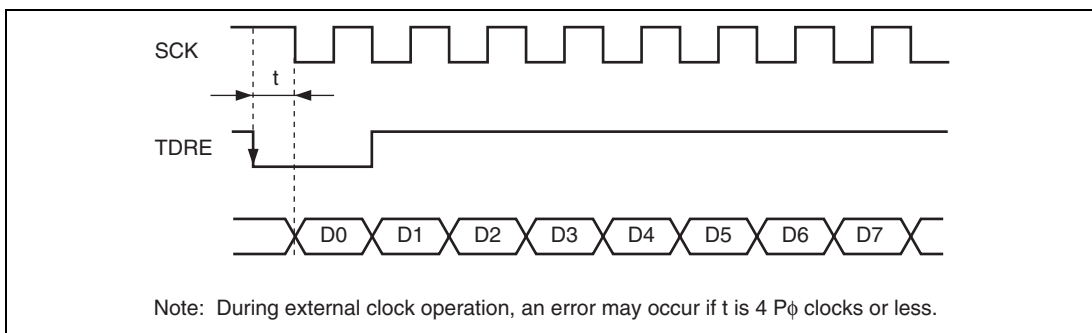 SCK
t
TDRE
D0 D1 D2 D3 D4 D5 D6 D7
Note: During external clock operation, an error may occur if t is 4 Pϕ clocks or less.